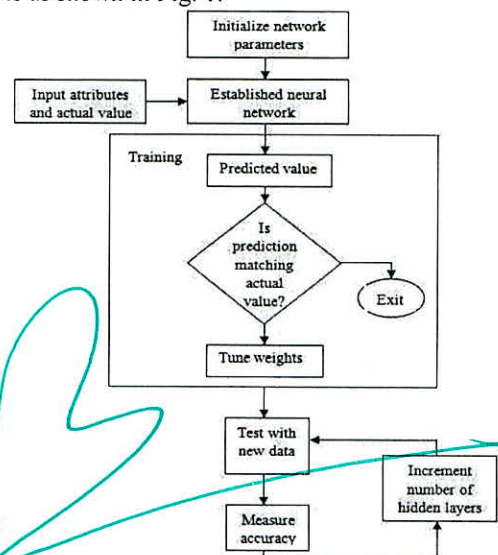 Initialize network
parameters
Input attributes
and actual value
Established neural
network
Training
Predicted value
Is
prediction
matching
actual
value?
Exit
Tune weights
Test with
new data
Increment
number of
hidden layers
Measure
accuracy